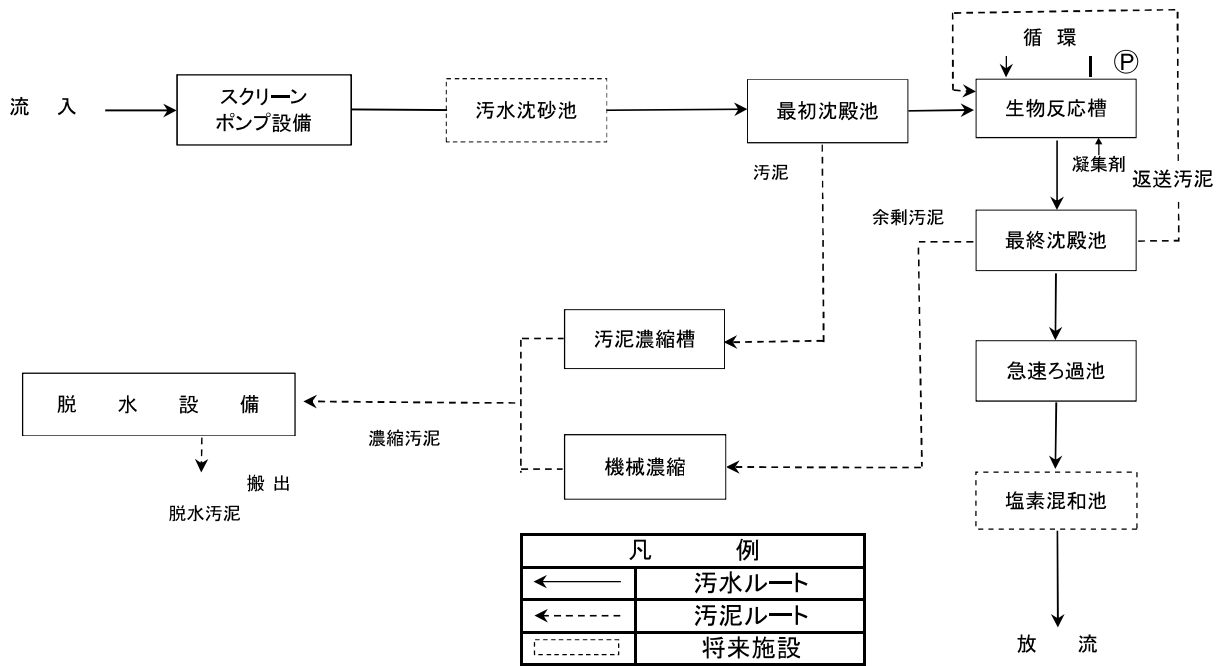 循 環
Ⓟ
流 入
スクリーン
ポンプ設備
汚水沈砂池
最初沈殿池
生物反応槽
凝集剤
返送汚泥
汚泥
余剰汚泥
最終沈殿池
汚泥濃縮槽
急速ろ過池
脱 水 設 備
濃縮汚泥
機械濃縮
搬 出
脱水汚泥
塩素混和池
凡 例
汚水ルート
汚泥ルート
将来施設
放 流